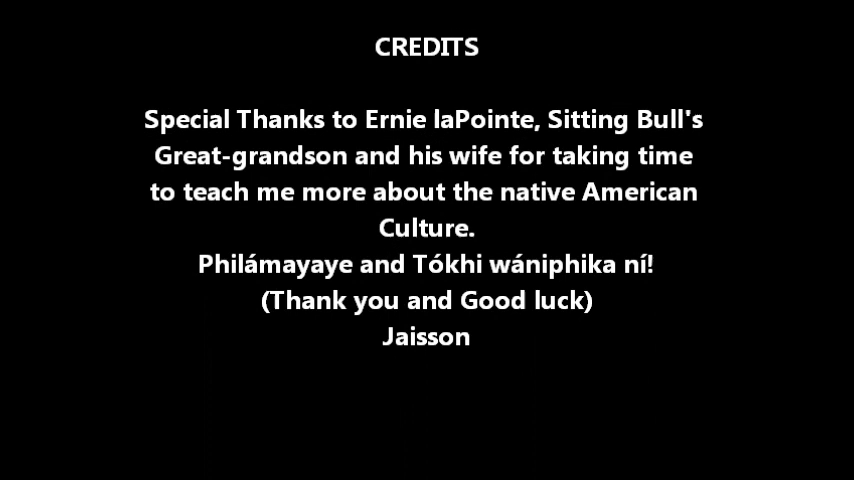 CREDITS
Special Thanks to Ernie laPointe, Sitting Bull's
Great-grandson and his wife for taking time
to teach me more about the native American
Culture.
Philámayaye and Tókhi wániphika ní!
(Thank you and Good luck)
Jaisson